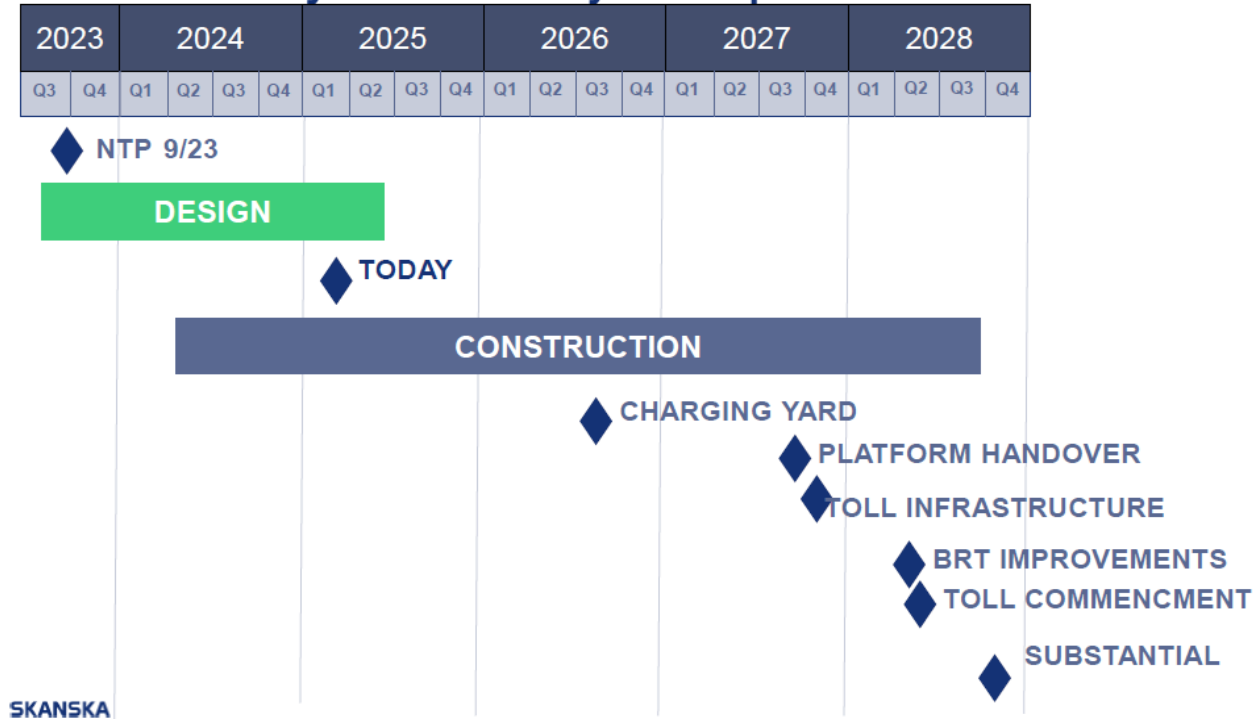 2023 2024 2025 2026 2027 2028
Q3 Q4 Q1 Q2 Q3 Q4 Q1 Q2 Q3 Q4 Q1 Q2 Q3 Q4 Q1 Q2 Q3 Q4 Q1 Q2 Q3 Q4
NTP 9/23
DESIGN
TODAY
CONSTRUCTION
CHARGING YARD
PLATFORM HANDOVER
TOLL INFRASTRUCTURE
BRT IMPROVEMENTS
TOLL COMMENCMENT
SUBSTANTIAL
SKANSKA